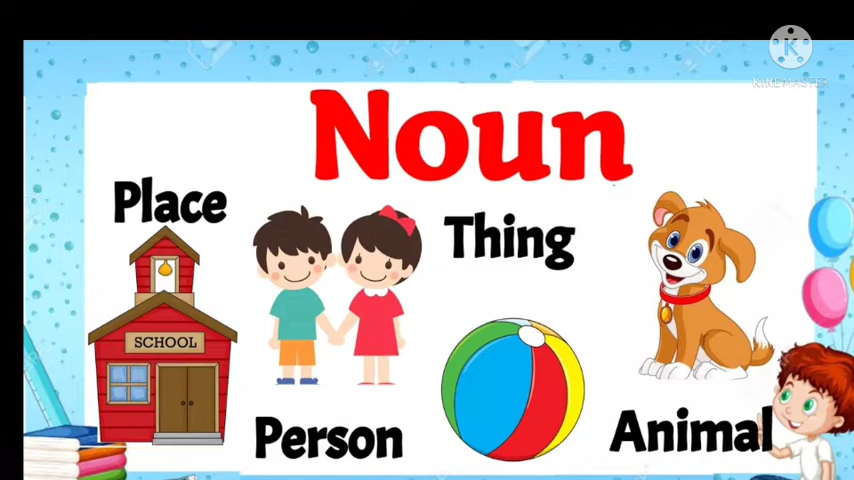 KINEMASTER
Noun
Place
Thing
SCHOOL
Person
Animal